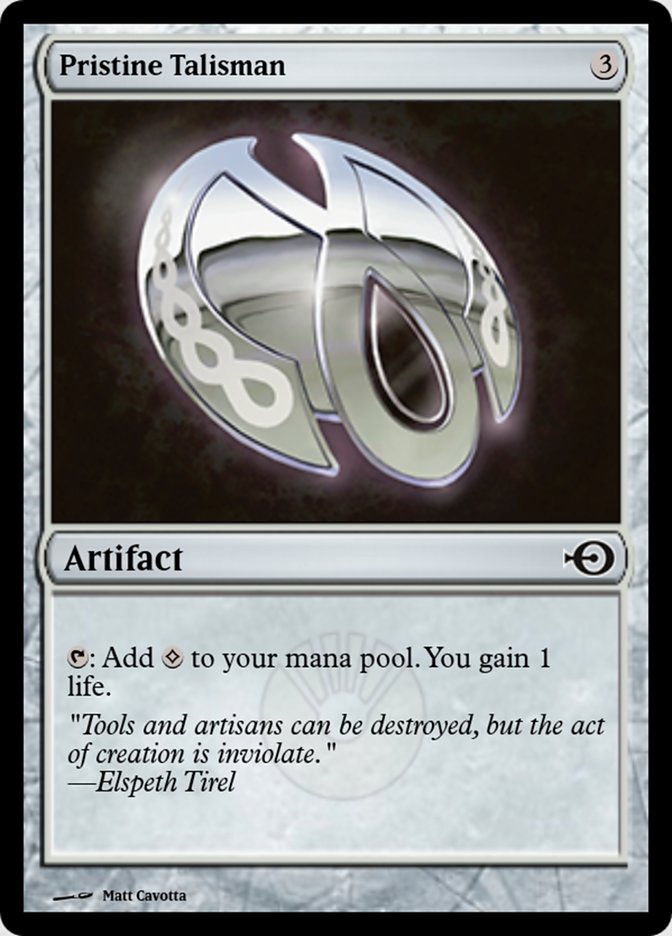 Pristine Talisman 3
Artifact
: Add to your mana pool. You gain 1
life.
"Tools and artisans can be destroyed, but the act
of creation is inviolate."
—Elspeth Tirel
Matt Cavotta